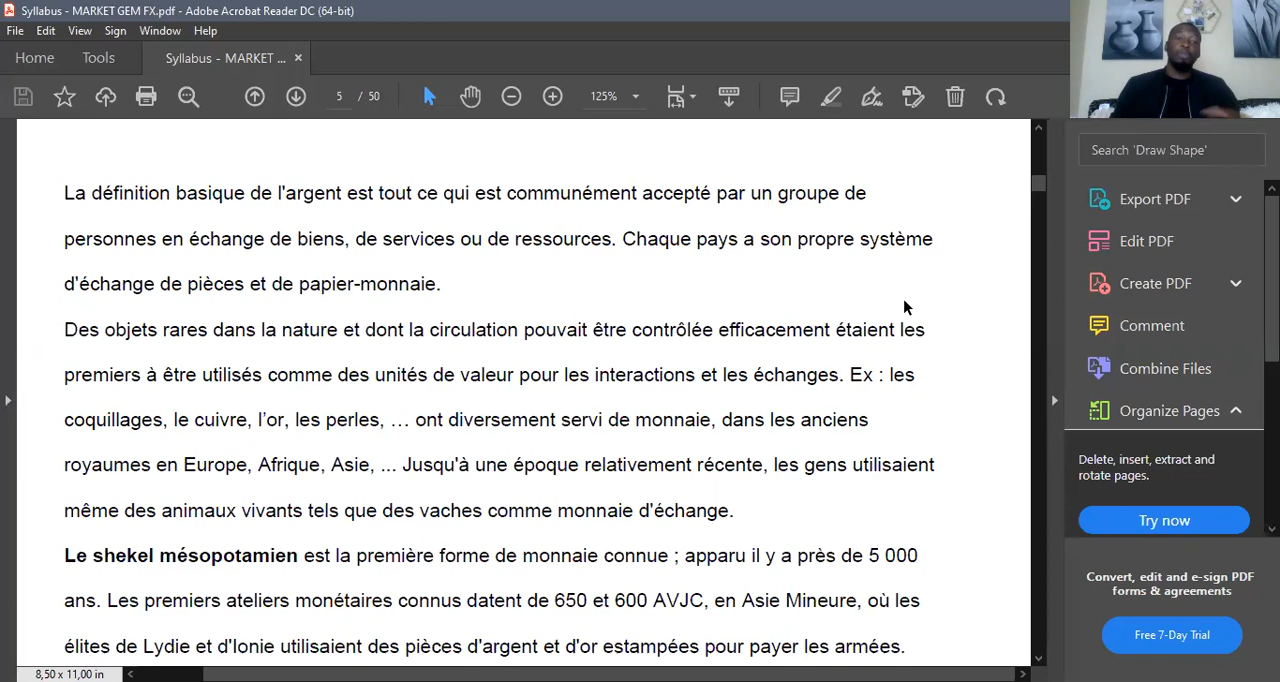 Syllabus - MARKET GEM FX.pdf - Adobe Acrobat Reader DC (64-bit)
File Edit View Sign Window Help
Home Tools Syllabus - MARKET ... ×
5 / 50 125%
Search 'Draw Shape'
La définition basique de l'argent est tout ce qui est communément accepté par un groupe de
personnes en échange de biens, de services ou de ressources. Chaque pays a son propre système
d'échange de pièces et de papier-monnaie.
Des objets rares dans la nature et dont la circulation pouvait être contrôlée efficacement étaient les
premiers à être utilisés comme des unités de valeur pour les interactions et les échanges. Ex : les
coquillages, le cuivre, l’or, les perles, … ont diversement servi de monnaie, dans les anciens
royaumes en Europe, Afrique, Asie, ... Jusqu'à une époque relativement récente, les gens utilisaient
même des animaux vivants tels que des vaches comme monnaie d'échange.
Le shekel mésopotamien est la première forme de monnaie connue ; apparu il y a près de 5 000
ans. Les premiers ateliers monétaires connus datent de 650 et 600 AVJC, en Asie Mineure, où les
élites de Lydie et d'Ionie utilisaient des pièces d'argent et d'or estampées pour payer les armées.
Export PDF
Edit PDF
Create PDF
Comment
Combine Files
Organize Pages
Delete, insert, extract and
rotate pages.
Try now
Convert, edit and e-sign PDF
forms & agreements
Free 7-Day Trial
8,50 x 11,00 in